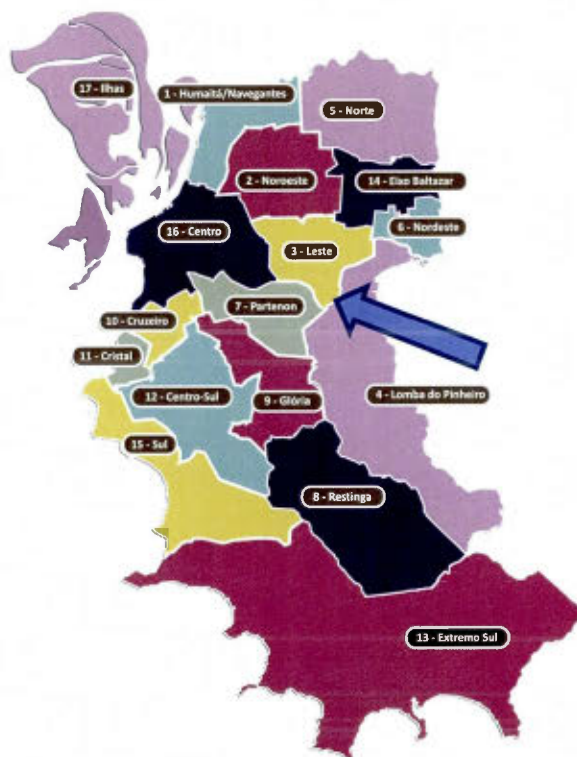 17 - Ilhas
1 - Humaitá/Navegantes
5 - Norte
2 - Noroeste
14 - Eixo Baltazar
16 - Centro
6 - Nordeste
3 - Leste
7 - Partenon
10 - Cruzeiro
11 - Cristal
12 - Centro-Sul
9 - Glória
4 - Lomba do Pinheiro
15 - Sul
8 - Restinga
13 - Extremo Sul